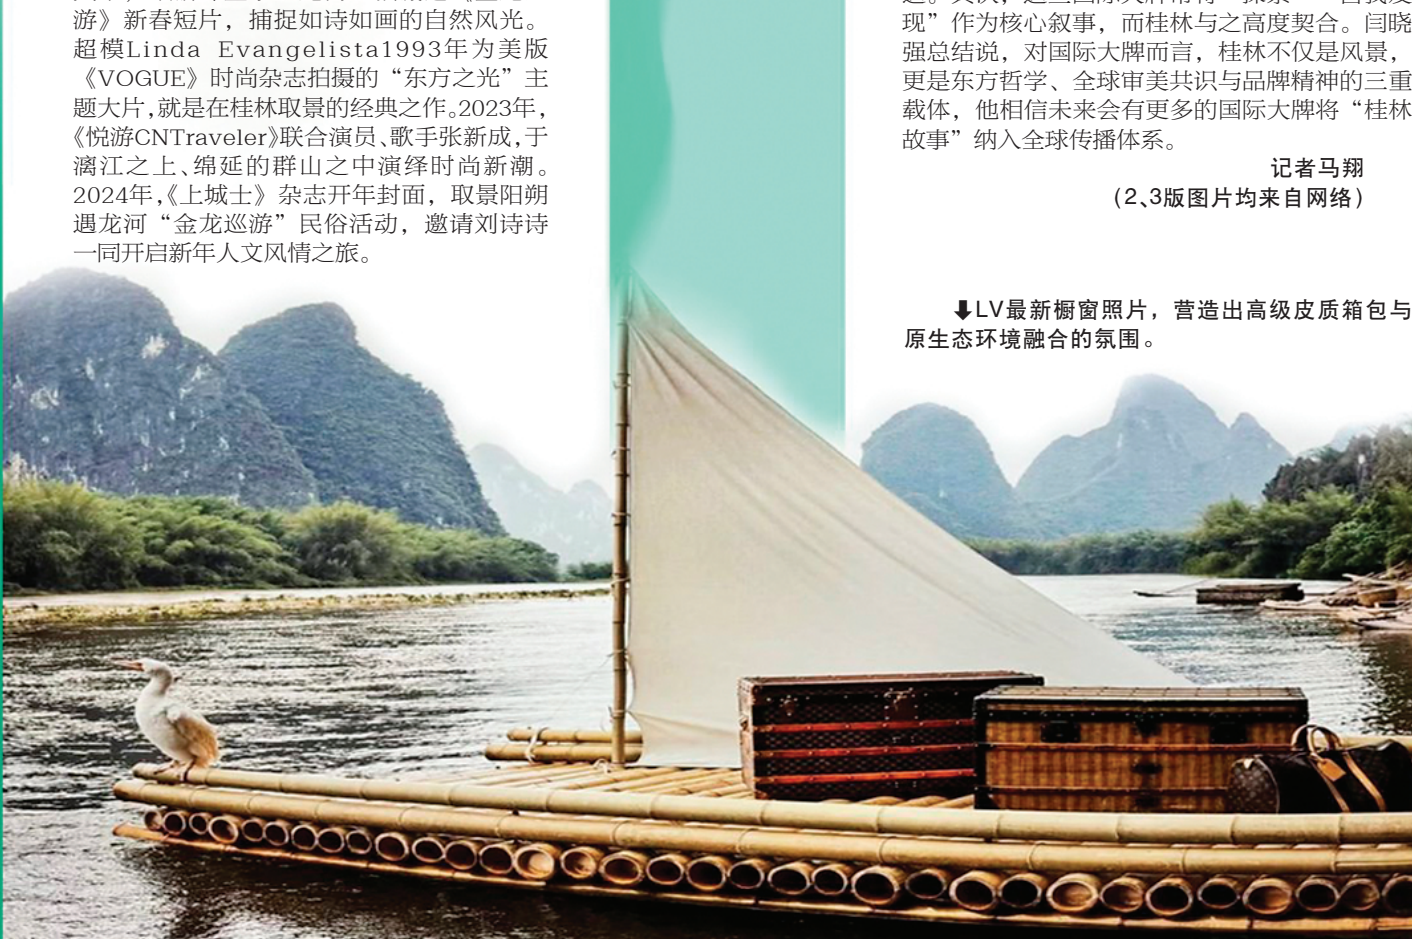 游》新春短片，捕捉如诗如画的自然风光。
超模Linda Evangelista1993年为美版
《VOGUE》时尚杂志拍摄的“东方之光”主
题大片，就是在桂林取景的经典之作。2023年，
《悦游CNTraveler》联合演员、歌手张新成，于
漓江之上、绵延的群山之中演绎时尚新潮。
2024年，《上城士》杂志开年封面，取景阳朔
遇龙河“金龙巡游”民俗活动，邀请刘诗诗
一同开启新年人文风情之旅。
现”作为核心叙事，而桂林与之高度契合。闫晓
强总结说，对国际大牌而言，桂林不仅是风景，
更是东方哲学、全球审美共识与品牌精神的三重
载体，他相信未来会有更多的国际大牌将“桂林
故事”纳入全球传播体系。
记者马翔
（2、3版图片均来自网络）
⬇LV最新橱窗照片，营造出高级皮质箱包与
原生态环境融合的氛围。